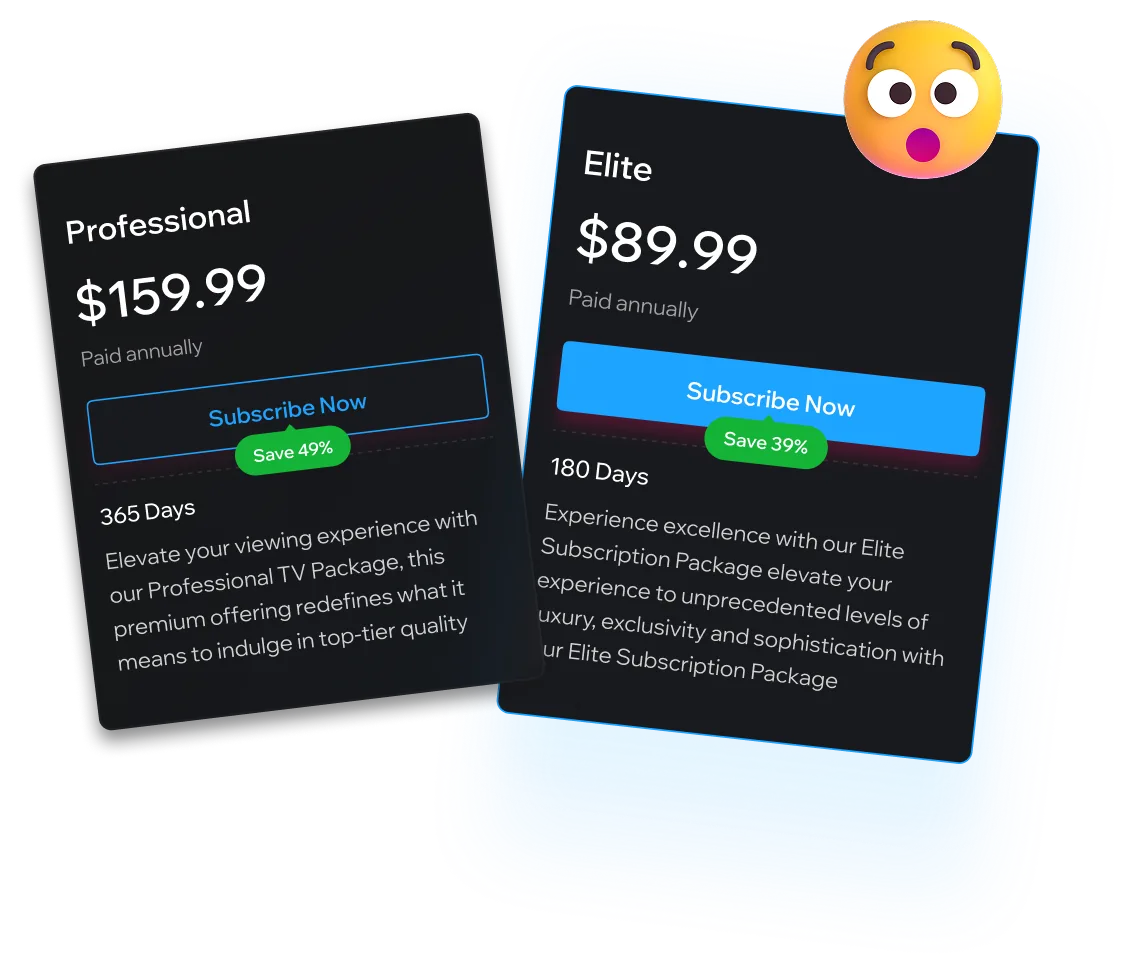 Professional
$159.99
Paid annually
Subscribe Now
Save 49%
365 Days
Elevate your viewing experience with
our Professional TV Package, this
premium offering redefines what it
means to indulge in top-tier quality
Elite
$89.99
Paid annually
Subscribe Now
Save 39%
180 Days
Experience excellence with our Elite
Subscription Package elevate your
experience to unprecedented levels of
uxury, exclusivity and sophistication with
ur Elite Subscription Package